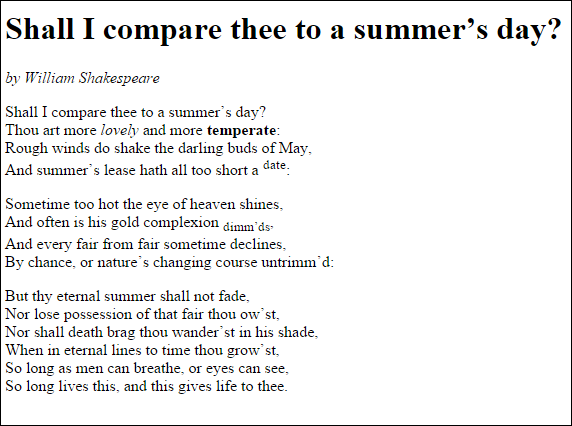 Shall I compare thee to a summer’s day?
by William Shakespeare
Shall I compare thee to a summer’s day?
Thou art more lovely and more temperate:
Rough winds do shake the darling buds of May,
And summer’s lease hath all too short a date:
Sometime too hot the eye of heaven shines,
And often is his gold complexion dimm’ds,
And every fair from fair sometime declines,
By chance, or nature’s changing course untrimm’d:
But thy eternal summer shall not fade,
Nor lose possession of that fair thou ow’st,
Nor shall death brag thou wander’st in his shade,
When in eternal lines to time thou grow’st,
So long as men can breathe, or eyes can see,
So long lives this, and this gives life to thee.